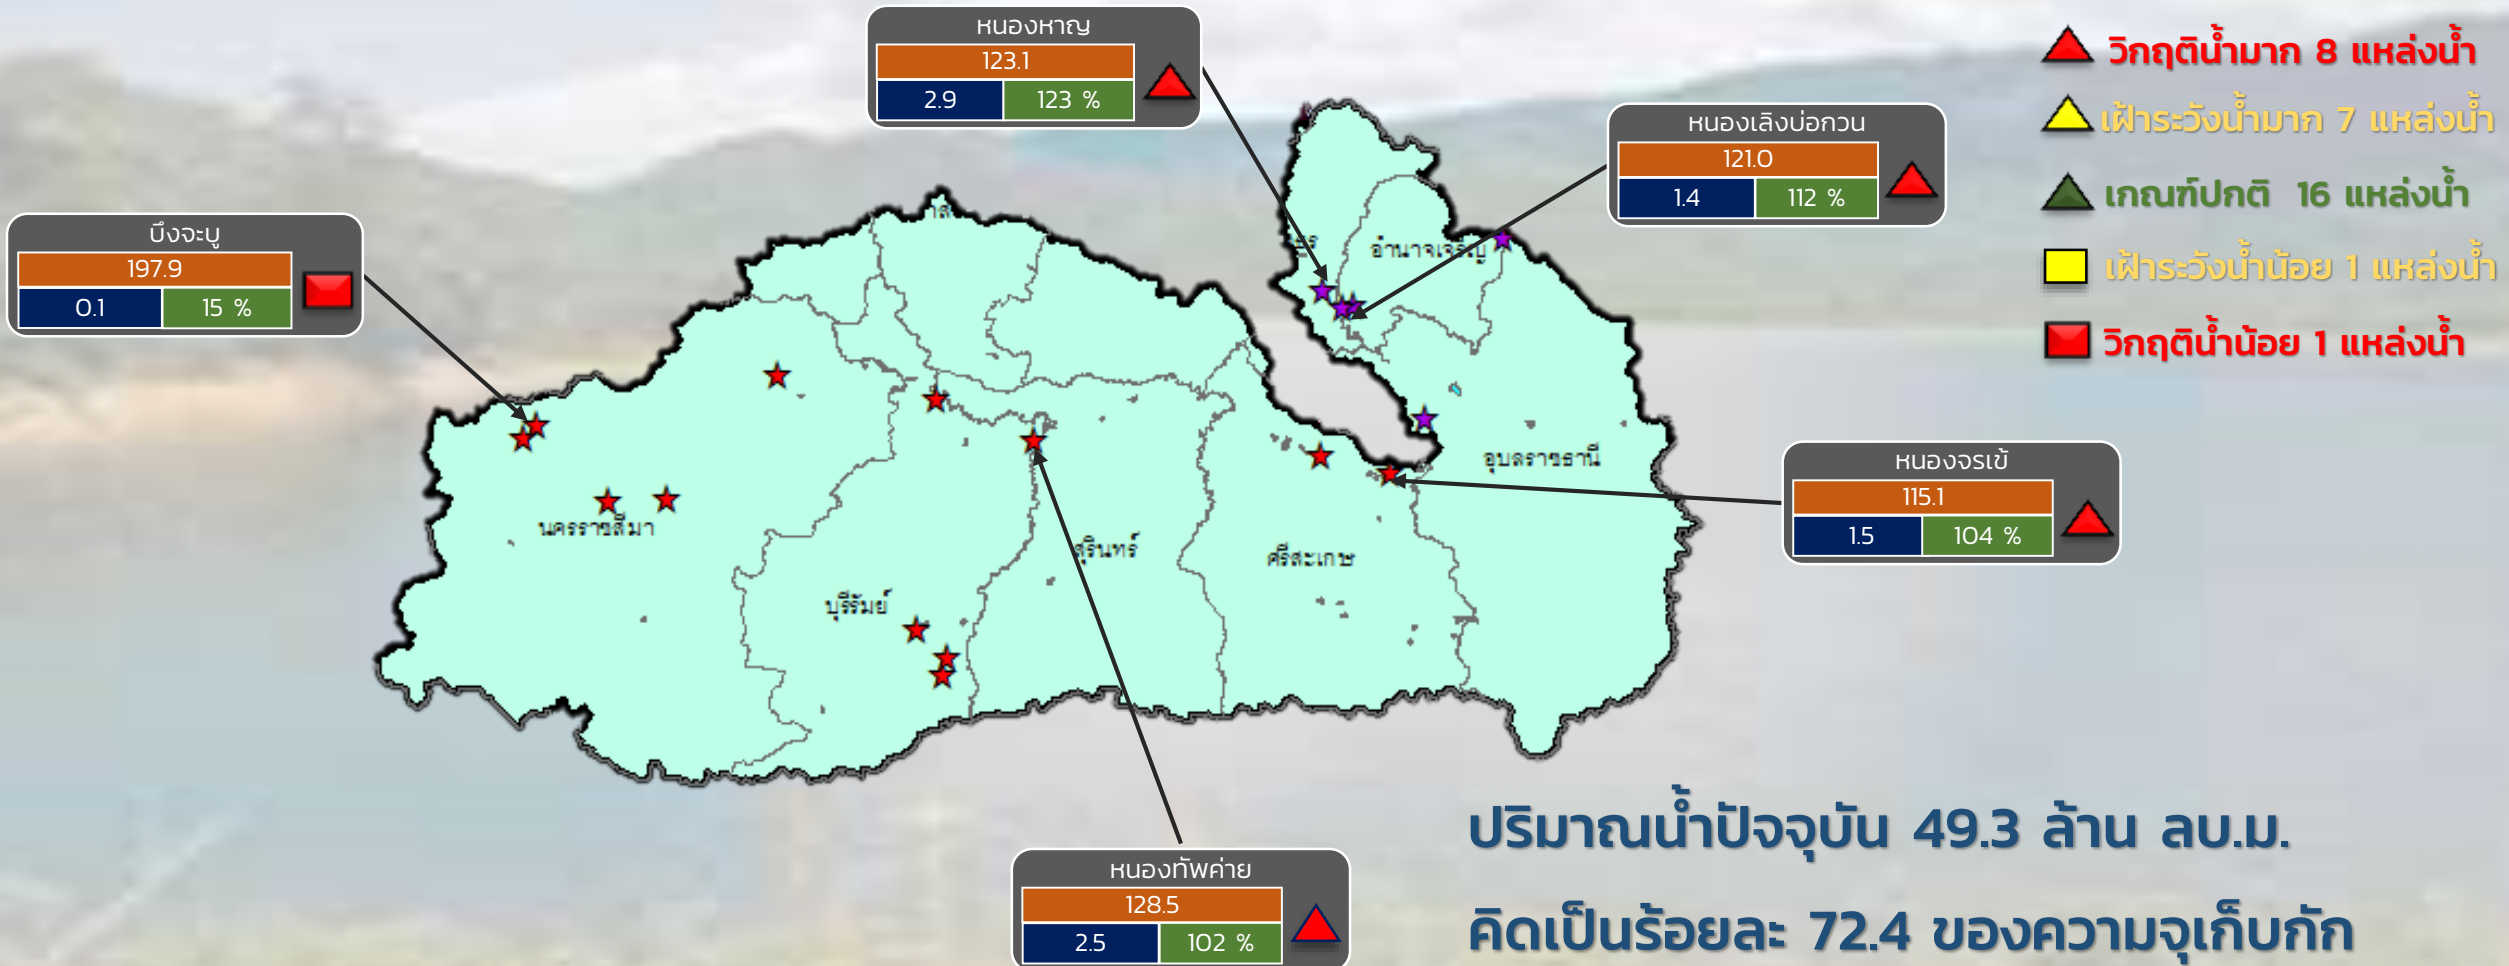 หนองหาญ
123.1
2.9 123 %
วิกฤติน้ำมาก 8 แหล่งน้ำ
เฝ้าระวังน้ำมาก 7 แหล่งน้ำ
เกณฑ์ปกติ 16 แหล่งน้ำ
เฝ้าระวังน้ำน้อย 1 แหล่งน้ำ
วิกฤติน้ำน้อย 1 แหล่งน้ำ
หนองเลิงบ่อกวน
121.0
1.4 112 %
บึงจะบู
197.9
0.1 15 %
อำนาจเจริญ
อุบลราชธานี
หนองจรเข้
115.1
1.5 104 %
นครราชสีมา
สุรินทร์
ศรีสะเกษ
บุรีรัมย์
หนองทัพค่าย
128.5
2.5 102 %
ปริมาณน้ำปัจจุบัน 49.3 ล้าน ลบ.ม.
คิดเป็นร้อยละ 72.4 ของความจุเก็บกัก